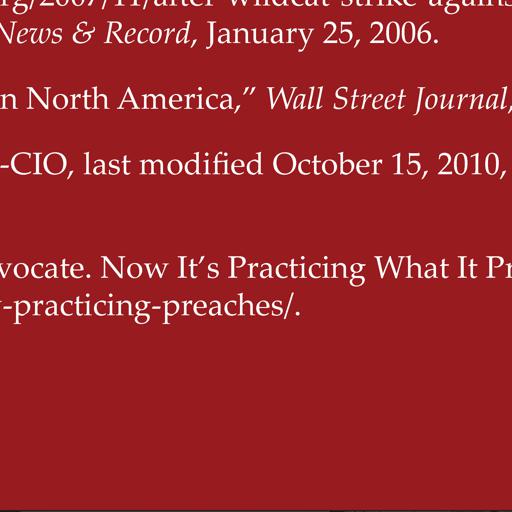 rg/2007/11/after-wildcat-strike-agains
News & Record, January 25, 2006.
n North America,” Wall Street Journal,
-CIO, last modified October 15, 2010,
vocate. Now It’s Practicing What It Pr
-practicing-preaches/.